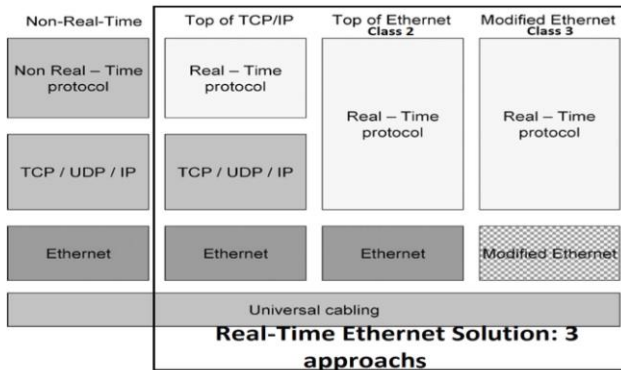 Non-Real-Time
Top of TCP/IP
Top of Ethernet
Class 2
Modified Ethernet
Class 3
Non Real – Time
protocol
Real – Time
protocol
Real – Time
protocol
Real – Time
protocol
TCP / UDP / IP
TCP / UDP / IP
Ethernet
Ethernet
Ethernet
Modified Ethernet
Universal cabling
Real-Time Ethernet Solution: 3
approachs